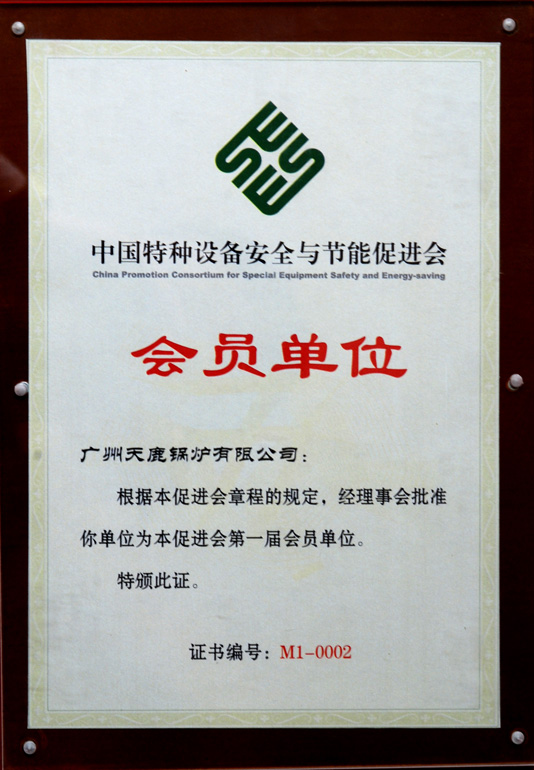 中国特种设备安全与节能促进会
China Promotion Consortium for Special Equipment Safety and Energy-saving
会员单位
广州天鹿锅炉有限公司：
根据本促进会章程的规定，经理事会批准
你单位为本促进会第一届会员单位。
特颁此证。
证书编号：M1-0002